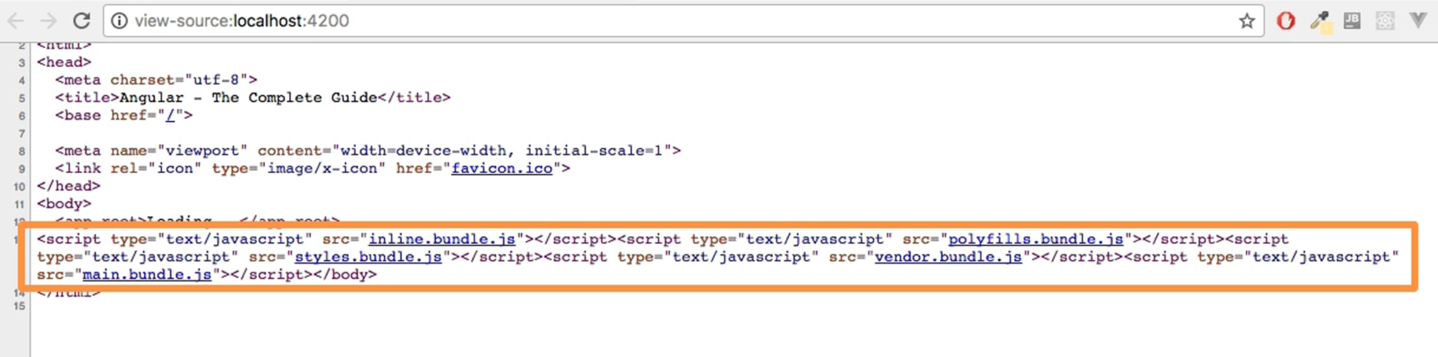 view-source:localhost:4200
JB
2 <html>
3 <head>
4 <meta charset="utf-8">
5 <title>Angular - The Complete Guide</title>
6 <base href="/">
7
8 <meta name="viewport" content="width=device-width, initial-scale=1">
9 <link rel="icon" type="image/x-icon" href="favicon.ico">
10 </head>
11 <body>
12 <app-root>Loading...</app-root>
<script type="text/javascript" src="inline.bundle.js"></script><script type="text/javascript" src="polyfills.bundle.js"></script><script
type="text/javascript" src="styles.bundle.js"></script><script type="text/javascript" src="vendor.bundle.js"></script><script type="text/javascript"
src="main.bundle.js"></script></body>
14 </html>
15